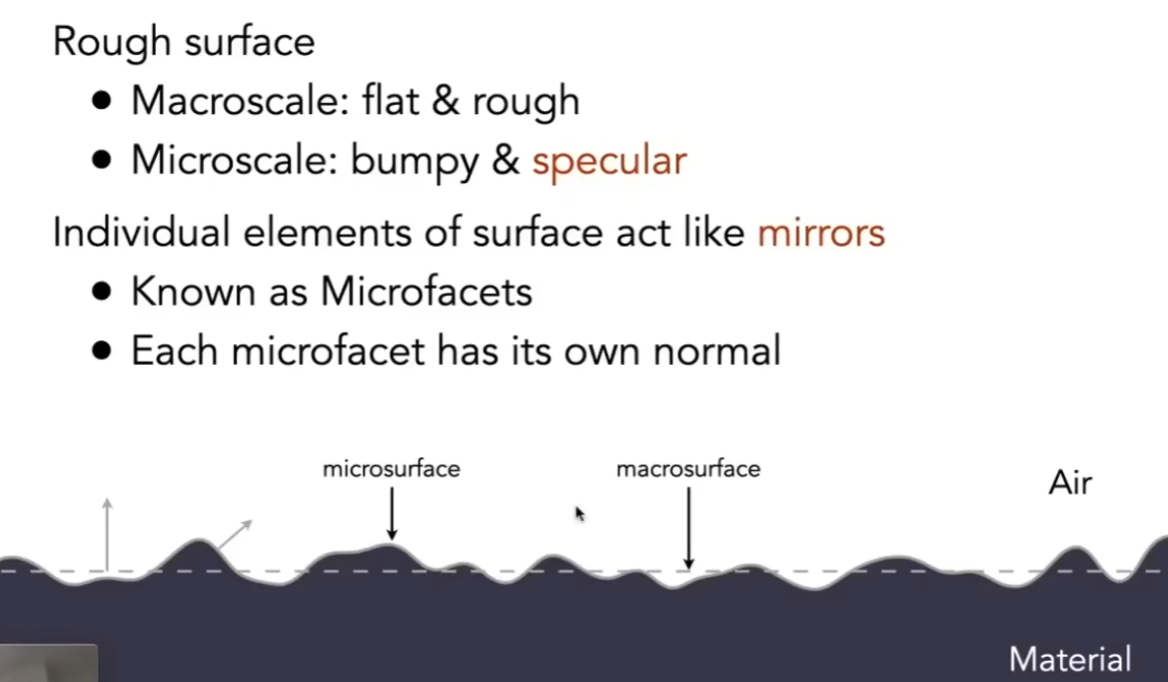 Rough surface
● Macroscale: flat & rough
● Microscale: bumpy & specular
Individual elements of surface act like mirrors
● Known as Microfacets
● Each microfacet has its own normal
microsurface
macrosurface
Air
Material